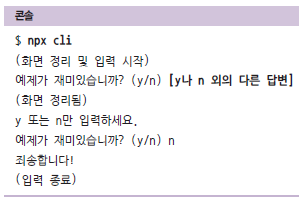 콘솔
$ npx cli
(화면 정리 및 입력 시작)
예제가 재미있습니까? (y/n) [y나 n 외의 다른 답변]
(화면 정리됨)
y 또는 n만 입력하세요.
예제가 재미있습니까? (y/n) n
죄송합니다!
(입력 종료)